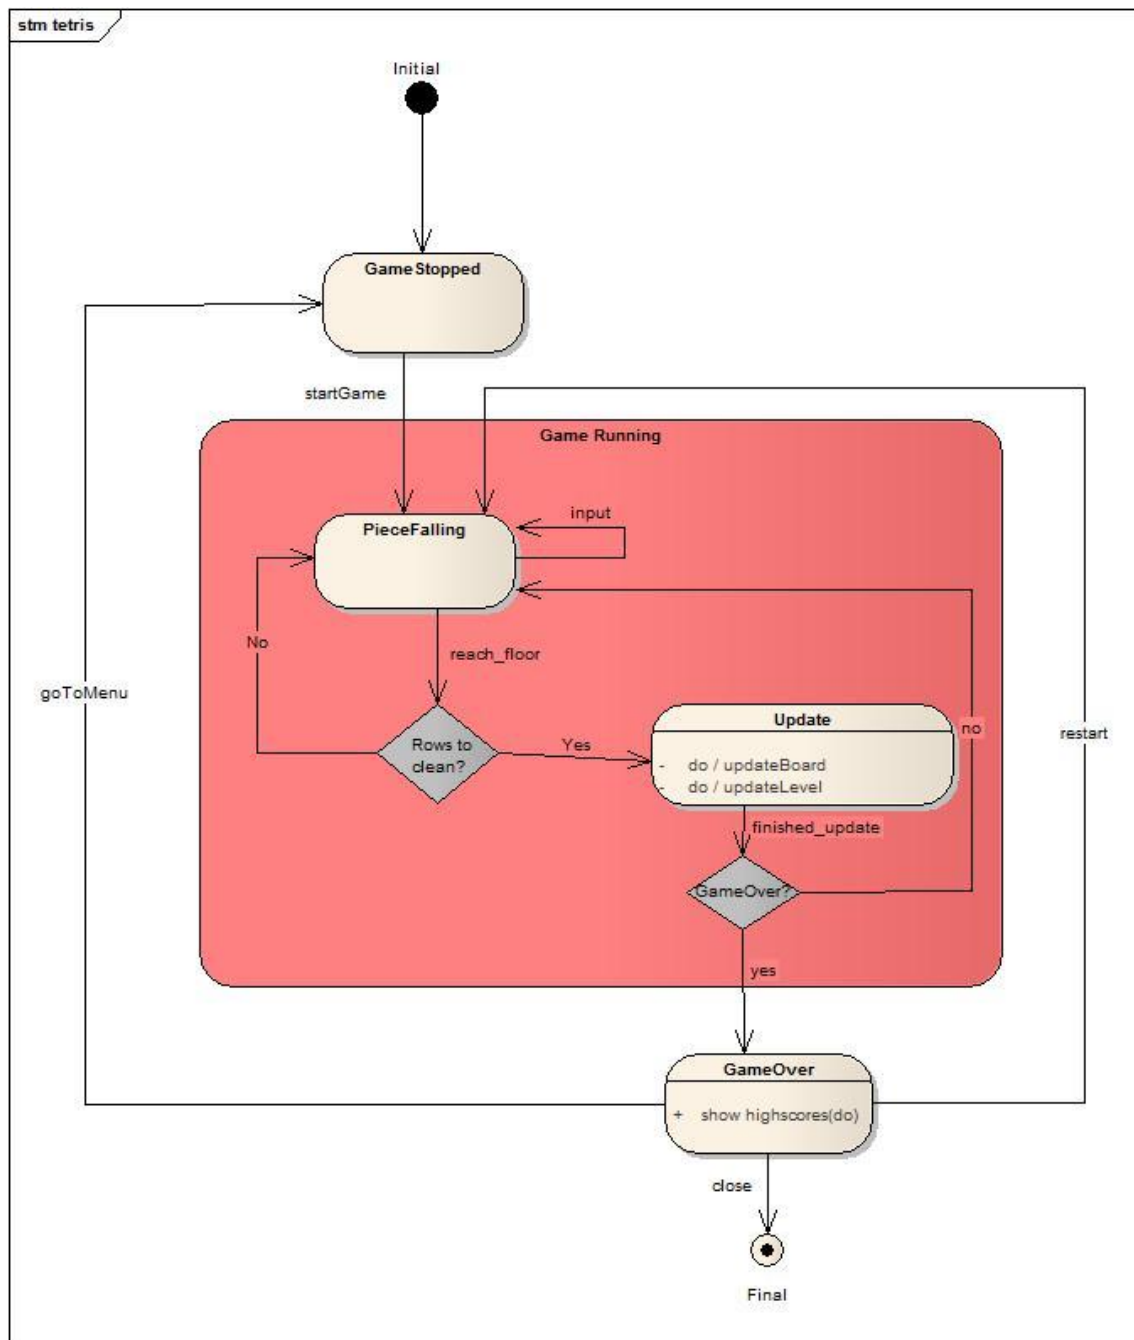 stm tetris
Initial
GameStopped
startGame
Game Running
PieceFalling
input
No
reach_floor
goToMenu
Rows to
clean?
Yes
Update
- do / updateBoard
- do / updateLevel
no
restart
finished_update
GameOver?
yes
GameOver
+ show highscores(do)
close
Final